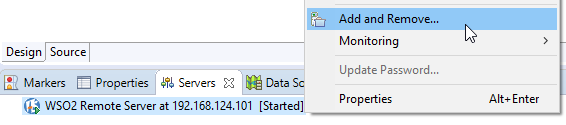 Add and Remove...
Monitoring
Update Password...
Properties Alt+Enter
Design Source
Markers Properties Servers Data So
WSO2 Remote Server at 192.168.124.101 [Started]